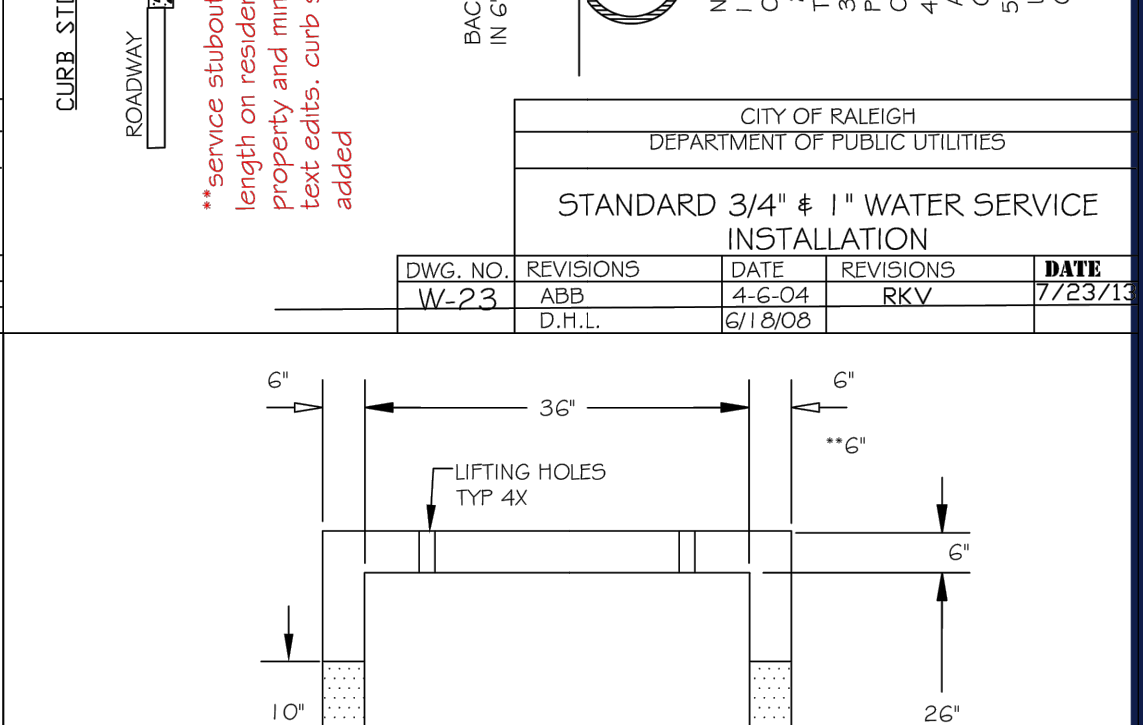 CURB STD
ROADWAY
**service stubout
length on residen
property and min
text edits. curb s
added
BAC
IN 6"
CITY OF RALEIGH
DEPARTMENT OF PUBLIC UTILITIES
STANDARD 3/4" & 1" WATER SERVICE
INSTALLATION
DWG. NO. REVISIONS DATE REVISIONS DATE
W-23 ABB 4-6-04 RKV 7/23/13
D.H.L. 6/18/08
6" 36" 6"
**6"
LIFTING HOLES
TYP 4X
6"
10" 26"